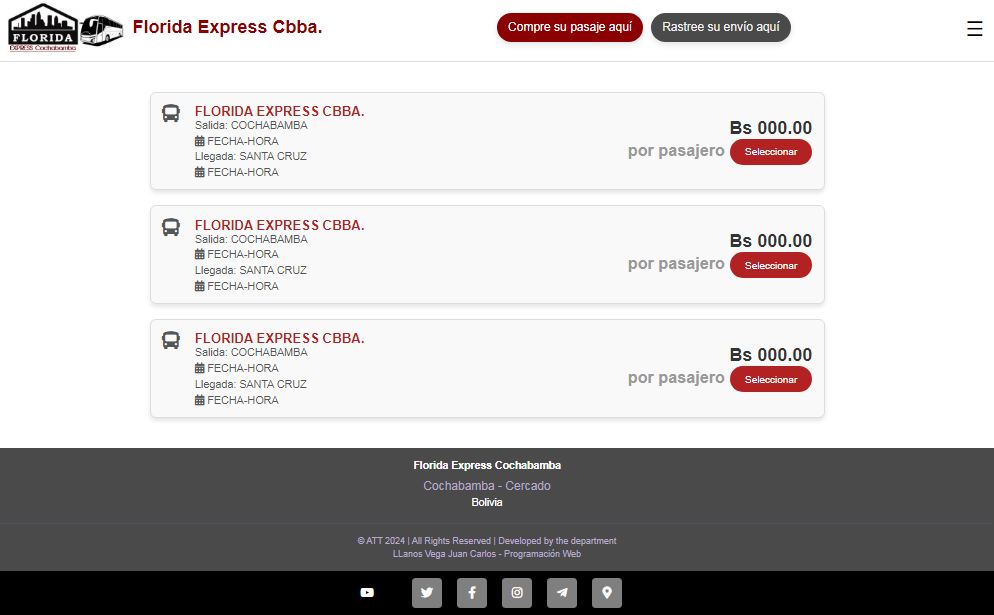 FLORIDA
EXPRESS Cochabamba
Florida Express Cbba.
Compre su pasaje aquí
Rastree su envío aquí
FLORIDA EXPRESS CBBA.
Salida: COCHABAMBA
FECHA-HORA
Llegada: SANTA CRUZ
FECHA-HORA
Bs 000.00
por pasajero Seleccionar
FLORIDA EXPRESS CBBA.
Salida: COCHABAMBA
FECHA-HORA
Llegada: SANTA CRUZ
FECHA-HORA
Bs 000.00
por pasajero Seleccionar
FLORIDA EXPRESS CBBA.
Salida: COCHABAMBA
FECHA-HORA
Llegada: SANTA CRUZ
FECHA-HORA
Bs 000.00
por pasajero Seleccionar
Florida Express Cochabamba
Cochabamba - Cercado
Bolivia
© ATT 2024 | All Rights Reserved | Developed by the department
LLanos Vega Juan Carlos - Programación Web